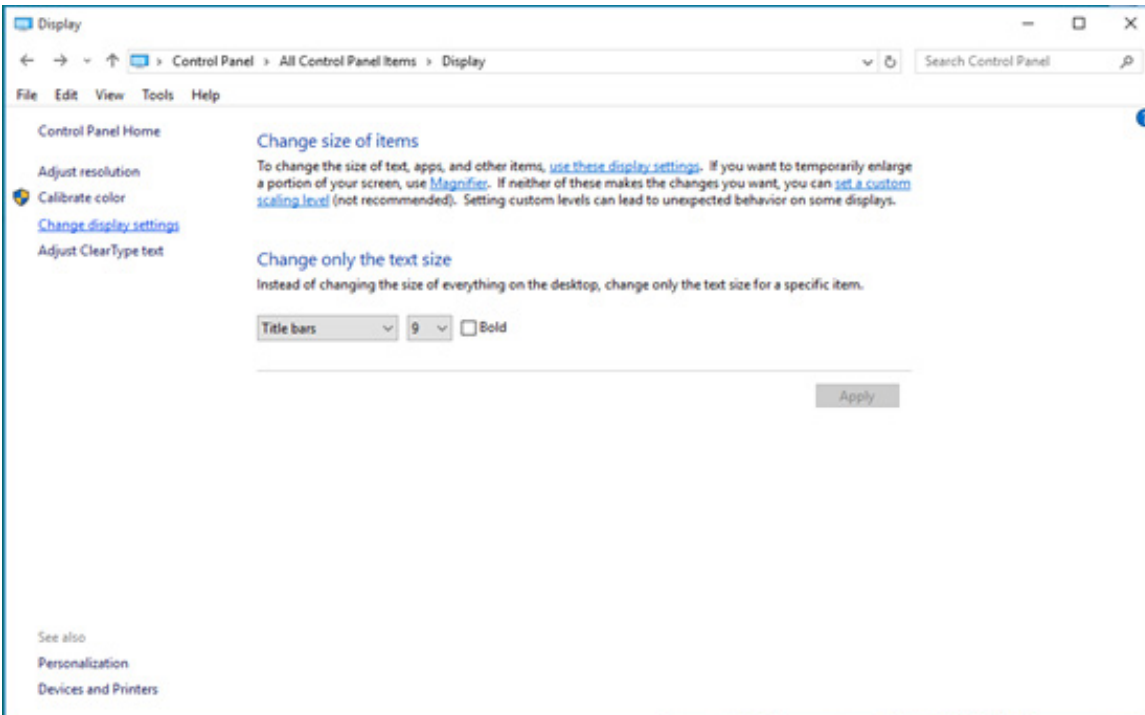 Display
Control Panel > All Control Panel Items > Display
Search Control Panel
File Edit View Tools Help
Control Panel Home
Adjust resolution
Calibrate color
Change display settings
Adjust ClearType text
Change size of items
To change the size of text, apps, and other items, use these display settings. If you want to temporarily enlarge
a portion of your screen, use Magnifier. If neither of these makes the changes you want, you can set a custom
scaling level (not recommended). Setting custom levels can lead to unexpected behavior on some displays.
Change only the text size
Instead of changing the size of everything on the desktop, change only the text size for a specific item.
Title bars 9 Bold
Apply
See also
Personalization
Devices and Printers